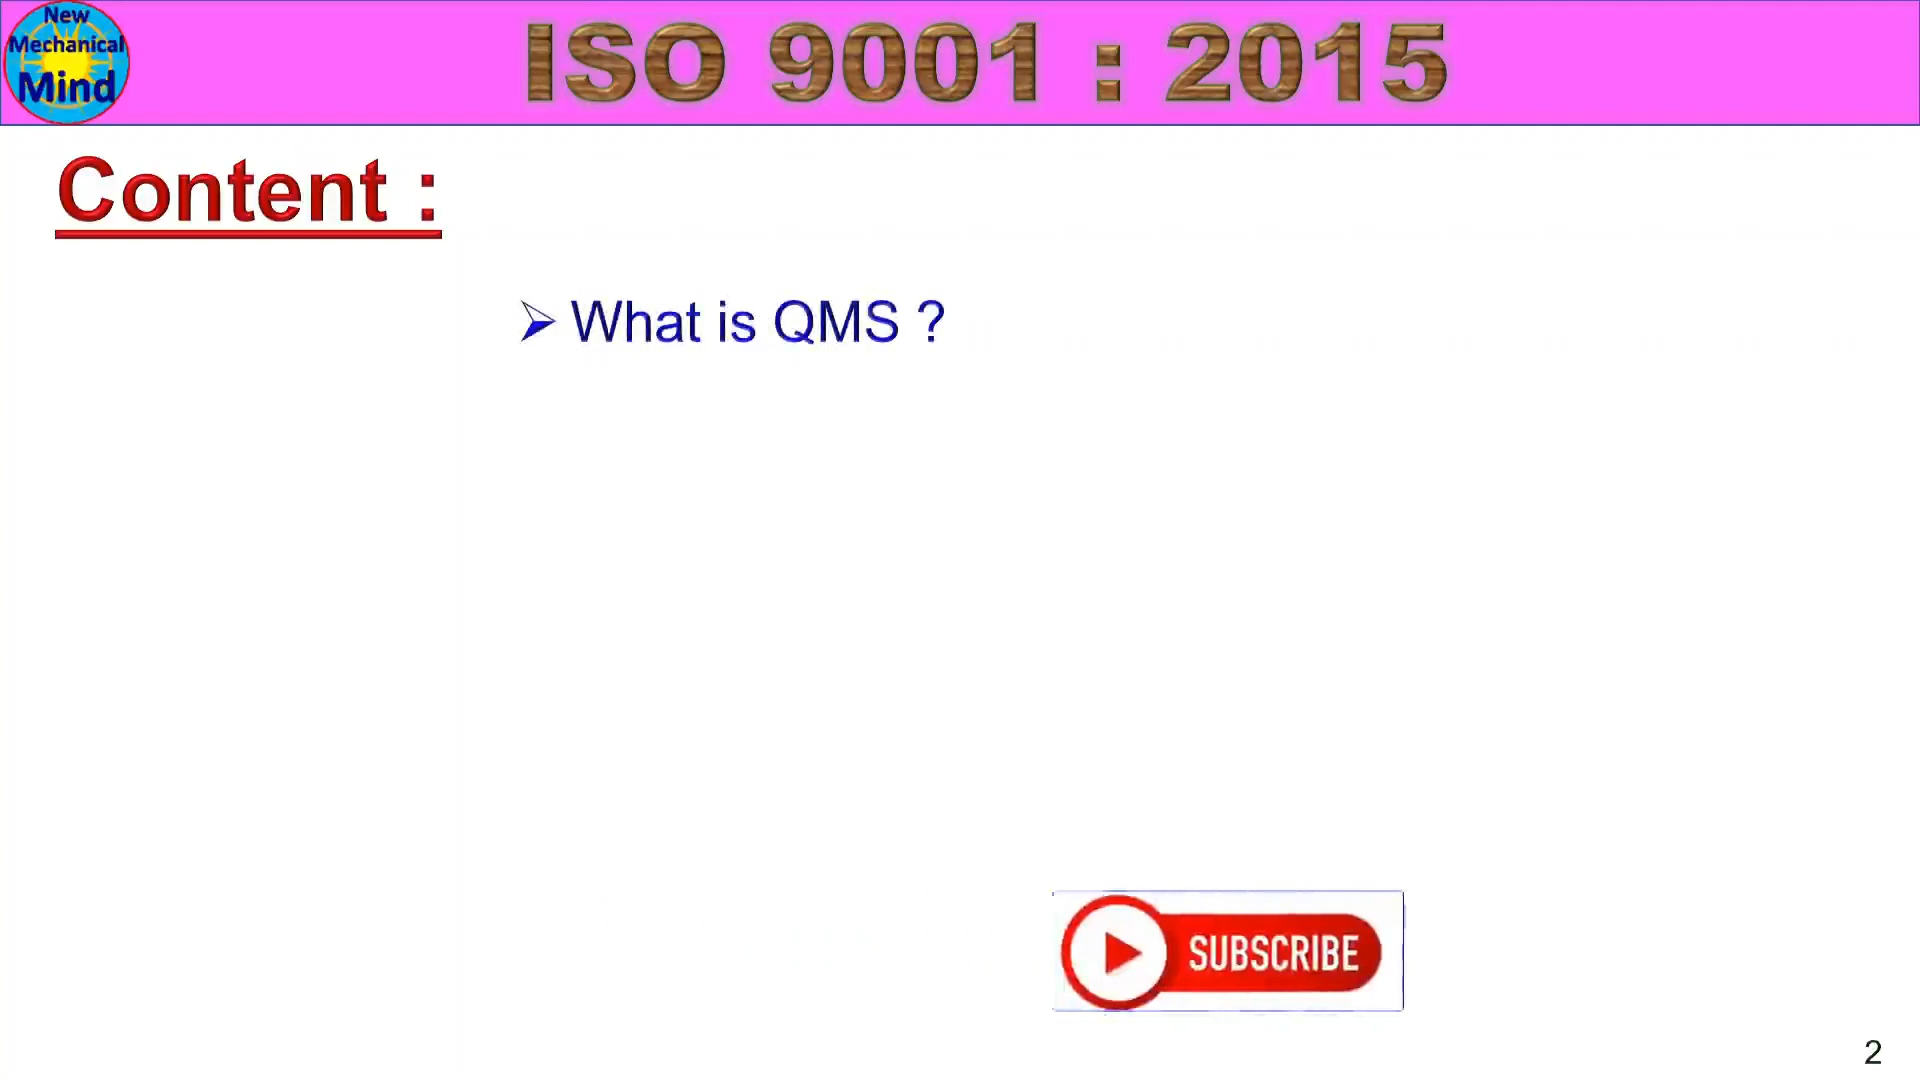 New
Mechanical
Mind
ISO 9001 : 2015
Content :
What is QMS ?
SUBSCRIBE
2